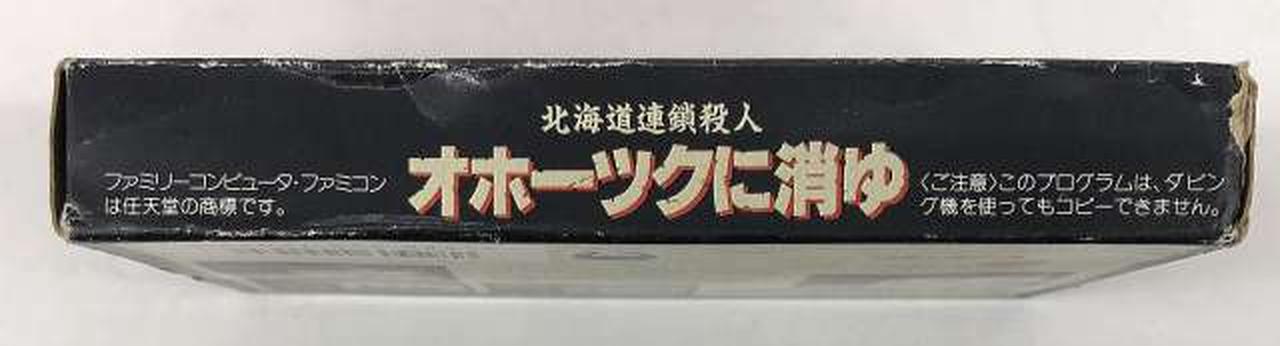 北海道連鎖殺人
オホーツクに消ゆ
ファミリーコンピュータ・ファミコン
は任天堂の商標です。
〈ご注意〉このプログラムは、ダビン
グ機を使ってもコピーできません。